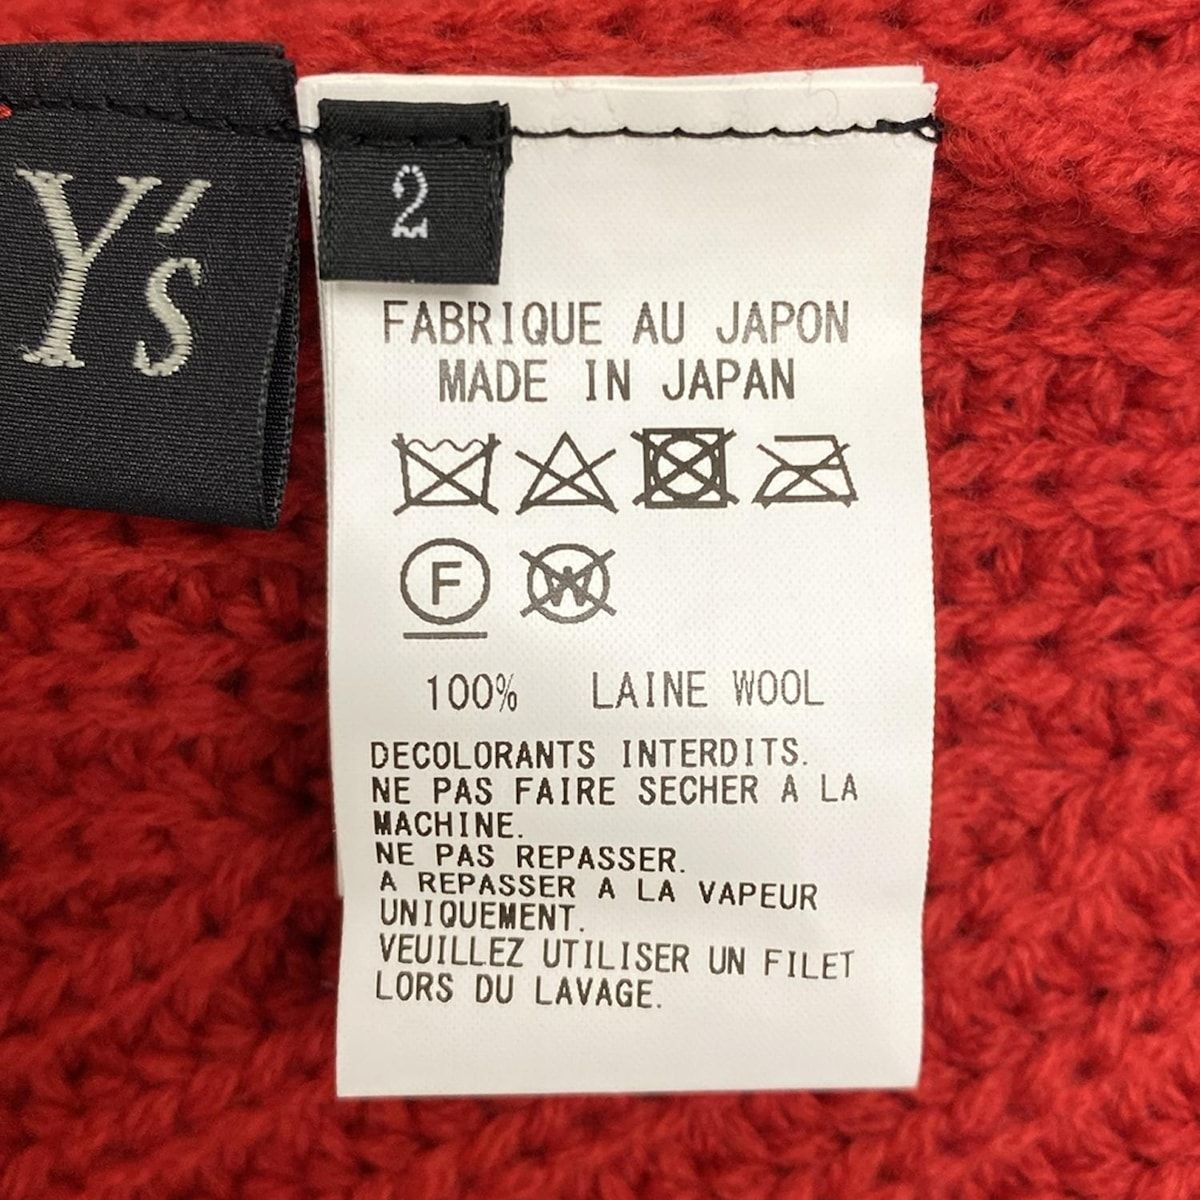 Y's
2
FABRIQUE AU JAPON
MADE IN JAPAN
F W
100% LAINE WOOL
DECOLORANTS INTERDITS.
NE PAS FAIRE SECHER A LA
MACHINE.
NE PAS REPASSER.
A REPASSER A LA VAPEUR
UNIQUEMENT.
VEUILLEZ UTILISER UN FILET
LORS DU LAVAGE.